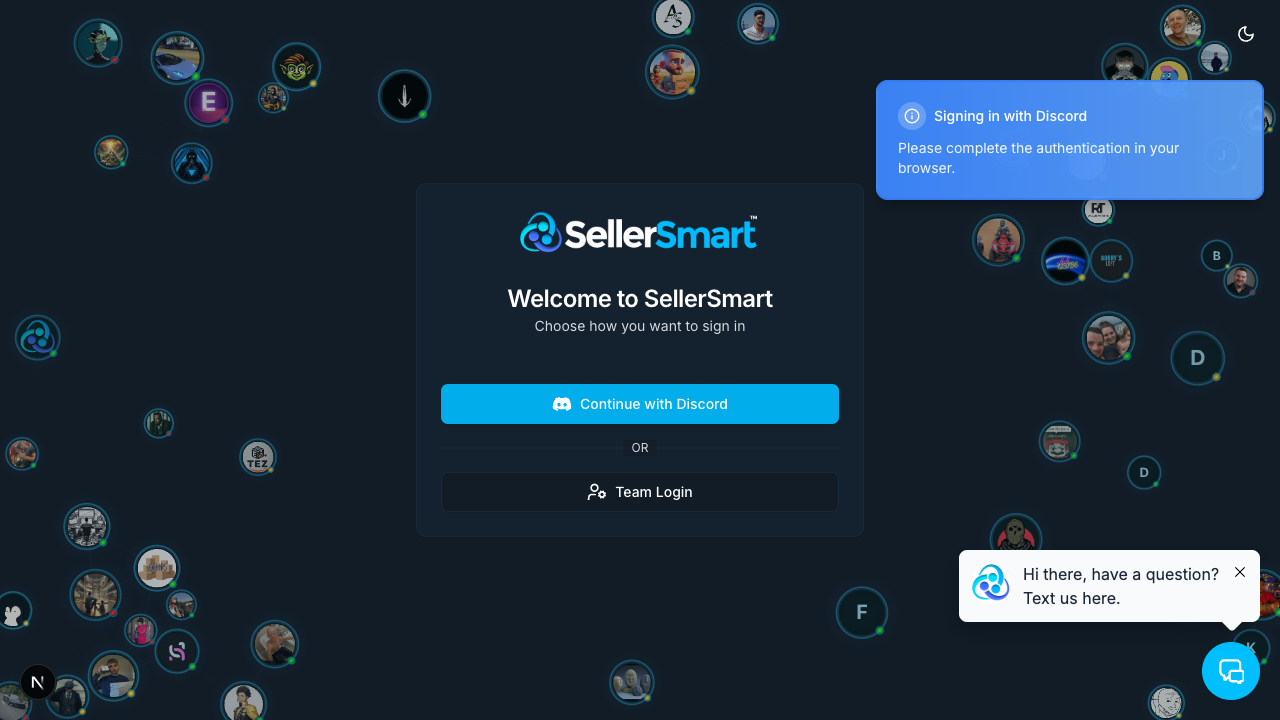 Signing in with Discord
Please complete the authentication in your
browser.
SellerSmart™
Welcome to SellerSmart
Choose how you want to sign in
Continue with Discord
OR
Team Login
Hi there, have a question?
Text us here.
E
B
D
TEZ
D
F
K
J
N